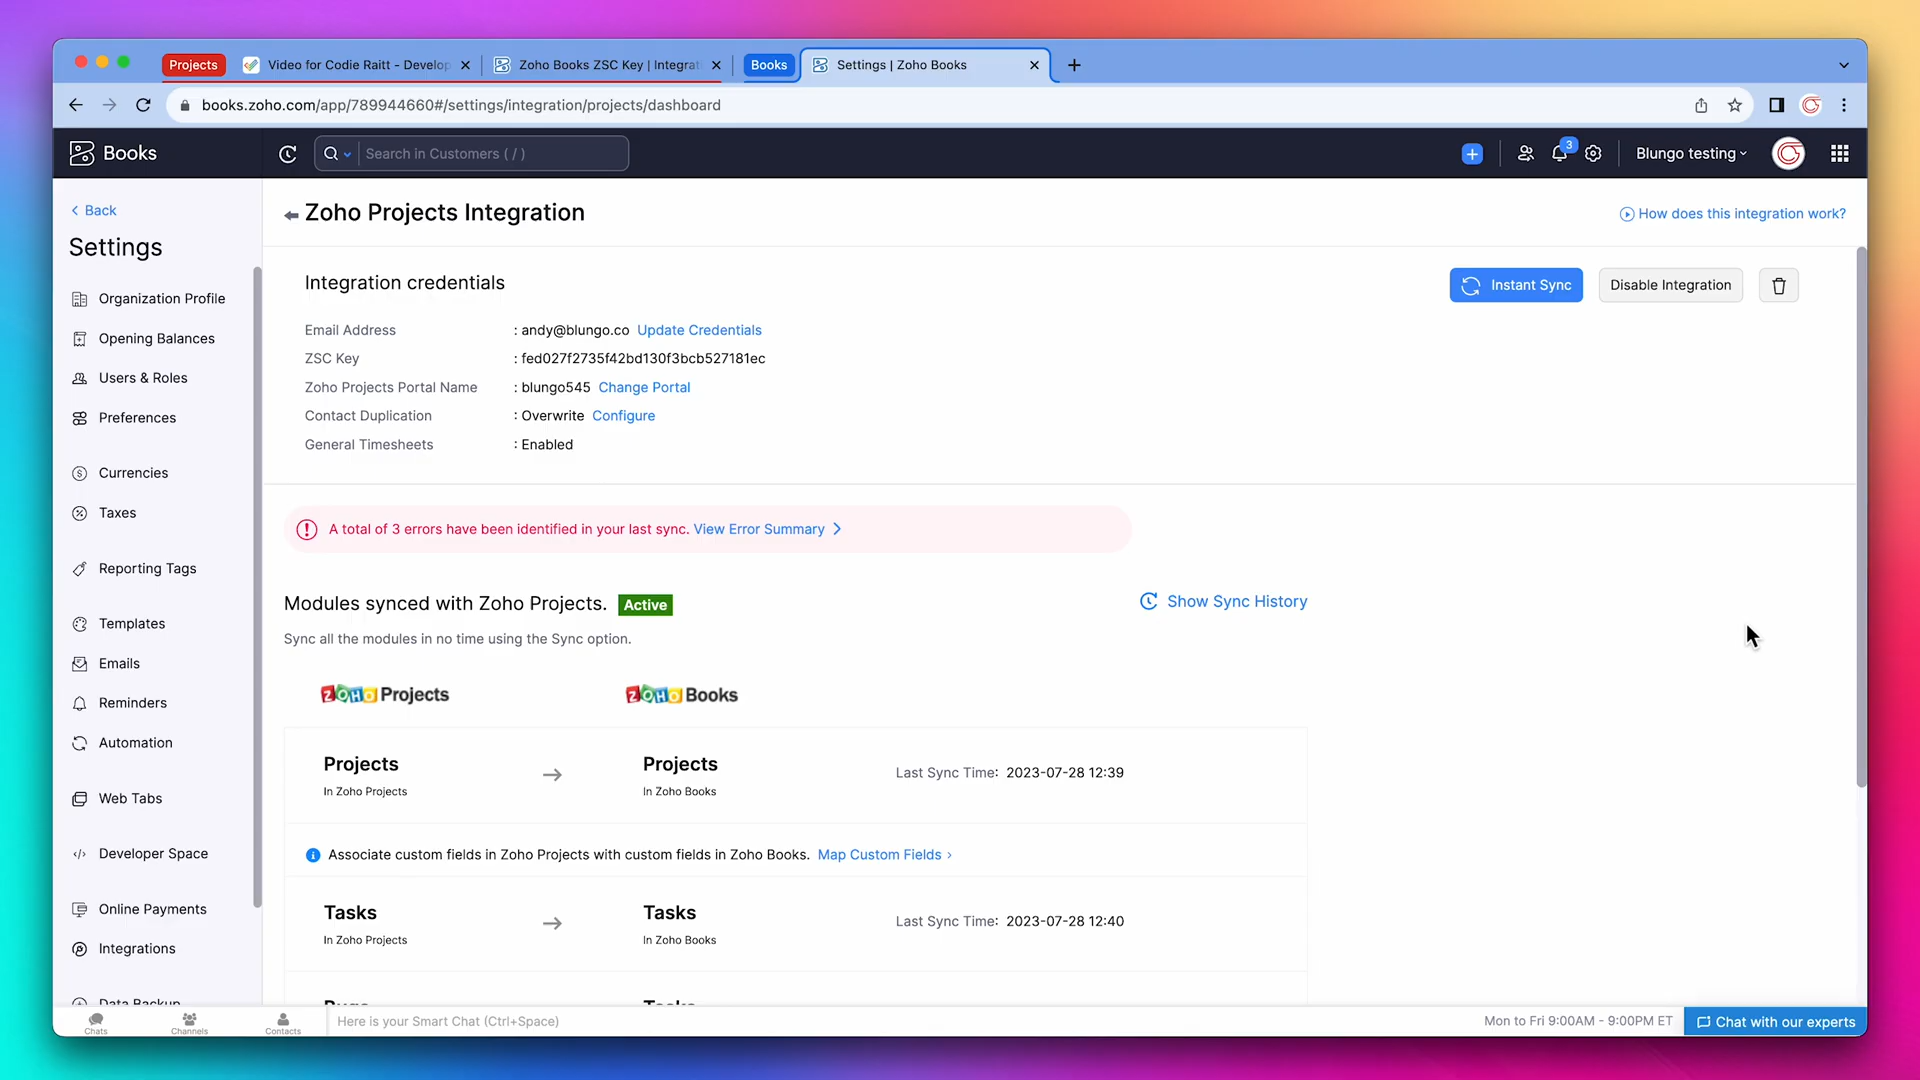 Projects
Video for Codie Raitt - Develop
Zoho Books ZSC Key | Integrat
Books
Settings | Zoho Books
books.zoho.com/app/789944660#/settings/integration/projects/dashboard
Books
Search in Customers ( / )
3
Blungo testing
Back
Settings
Organization Profile
Opening Balances
Users & Roles
Preferences
Currencies
Taxes
Reporting Tags
Templates
Emails
Reminders
Automation
Web Tabs
Developer Space
Online Payments
Integrations
Data Backup
Zoho Projects Integration
How does this integration work?
Integration credentials
Instant Sync
Disable Integration
Email Address : andy@blungo.co Update Credentials
ZSC Key : fed027f2735f42bd130f3bcb527181ec
Zoho Projects Portal Name : blungo545 Change Portal
Contact Duplication : Overwrite Configure
General Timesheets : Enabled
A total of 3 errors have been identified in your last sync. View Error Summary
Modules synced with Zoho Projects. Active
Show Sync History
Sync all the modules in no time using the Sync option.
ZOHO Projects
ZOHO Books
Projects
In Zoho Projects
Projects
In Zoho Books
Last Sync Time: 2023-07-28 12:39
Associate custom fields in Zoho Projects with custom fields in Zoho Books. Map Custom Fields
Tasks
In Zoho Projects
Tasks
In Zoho Books
Last Sync Time: 2023-07-28 12:40
Bugs
Tasks
Chats
Channels
Contacts
Here is your Smart Chat (Ctrl+Space)
Mon to Fri 9:00AM - 9:00PM ET
Chat with our experts